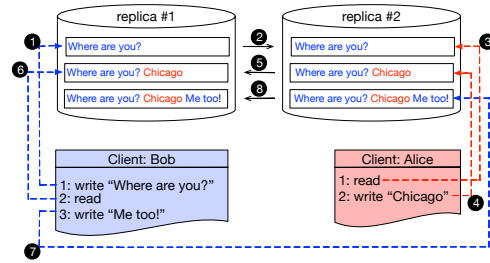 replica #1
replica #2
1
Where are you?
2
Where are you?
3
6
Where are you? Chicago
5
Where are you? Chicago
Where are you? Chicago Me too!
8
Where are you? Chicago Me too!
Client: Bob
1: write “Where are you?”
2: read
3: write “Me too!”
Client: Alice
1: read
2: write “Chicago”
4
7